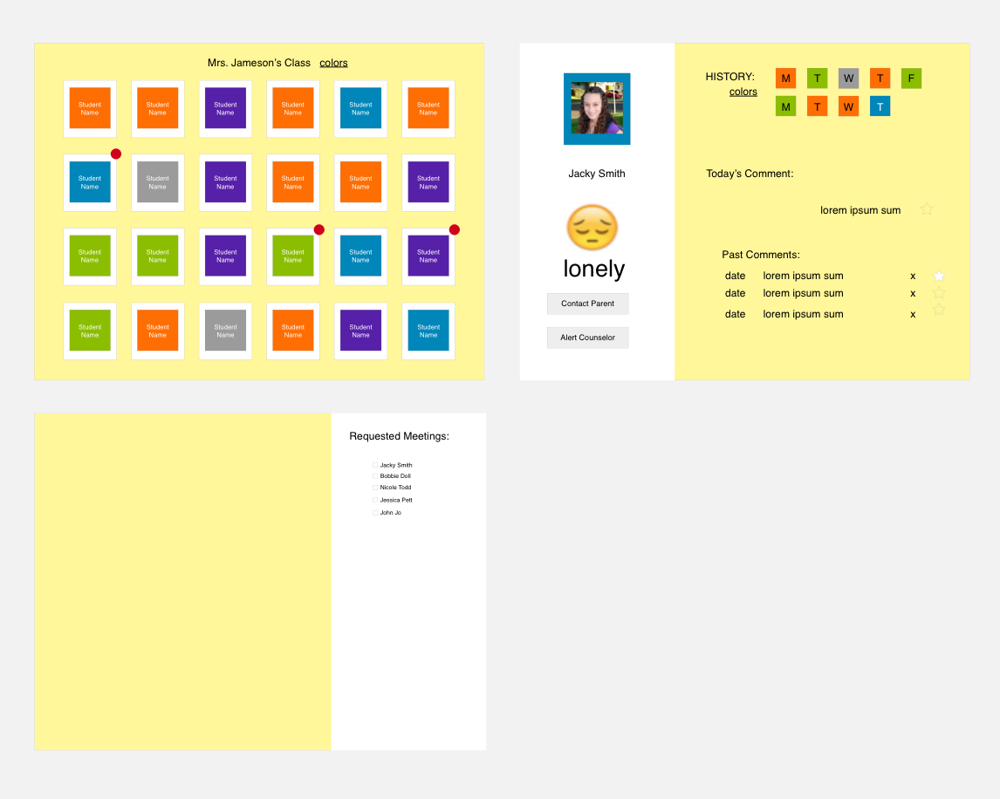 Mrs. Jameson's Class colors
Student Student Student Student Student Student
Name Name Name Name Name Name
Student Student Student Student Student Student
Name Name Name Name Name Name
Student Student Student Student Student Student
Name Name Name Name Name Name
Student Student Student Student Student Student
Name Name Name Name Name Name
Jacky Smith
lonely
Contact Parent
Alert Counselor
HISTORY: M T W T F
colors
M T W T
Today's Comment:
lorem ipsum sum
Past Comments:
date lorem ipsum sum x
date lorem ipsum sum x
date lorem ipsum sum x
Requested Meetings:
Jacky Smith
Bobbie Doll
Nicole Todd
Jessica Pett
John Jo